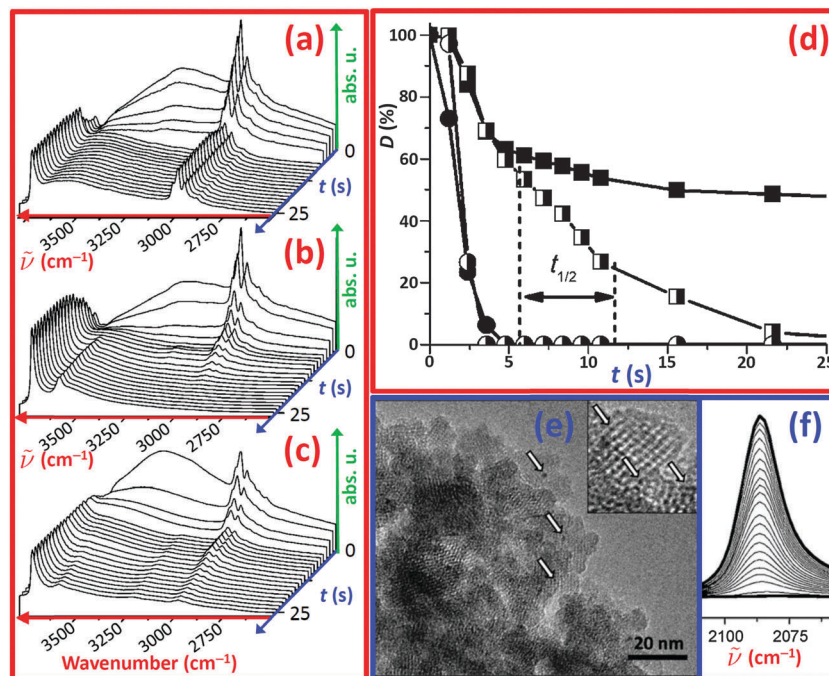 (a)
abs. u.
0
t (s)
25
3500
3250
3000
2750
ṽ (cm⁻¹)
(b)
abs. u.
0
t (s)
25
3500
3250
3000
2750
ṽ (cm⁻¹)
(c)
abs. u.
0
t (s)
25
3500
3250
3000
2750
Wavenumber (cm⁻¹)
(d)
D (%)
100
80
60
40
20
0
t₁/₂
0 5 10 15 20 25
t (s)
(e)
20 nm
(f)
2100 2075
ṽ (cm⁻¹)